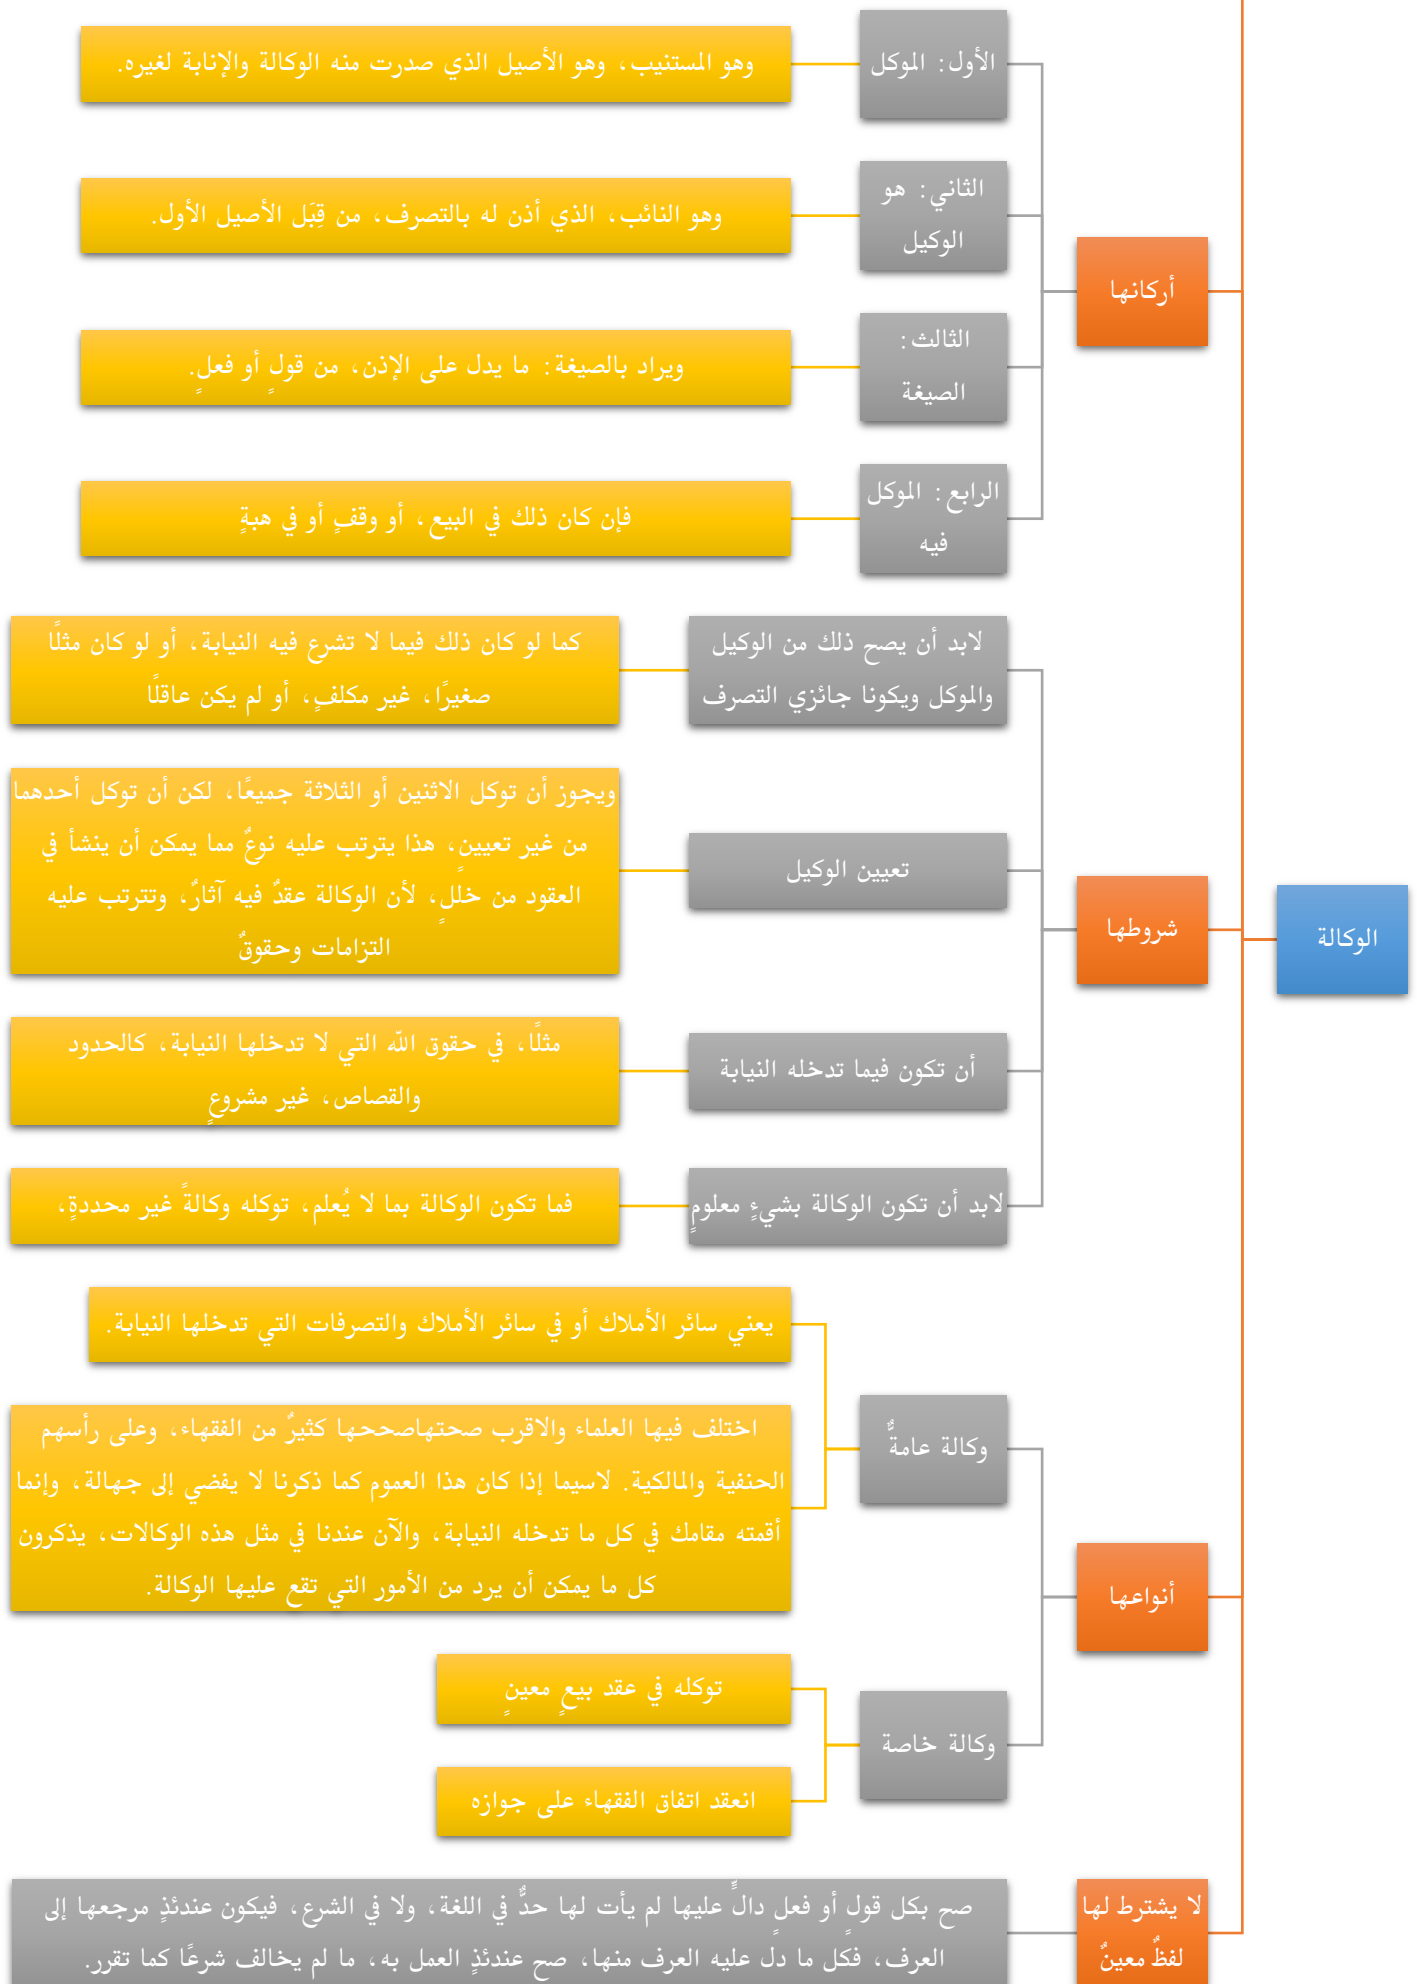 الوكالة
أركانها
الأول: الموكل
وهو المستنيب، وهو الأصيل الذي صدرت منه الوكالة والإنابة لغيره.
الثاني: هو
الوكيل
وهو النائب، الذي أذن له بالتصرف، من قِبَل الأصيل الأول.
الثالث:
الصيغة
ويراد بالصيغة: ما يدل على الإذن، من قولٍ أو فعلٍ.
الرابع: الموكل
فيه
فإن كان ذلك في البيع، أو وقفٍ أو في هبةٍ
شروطها
لابد أن يصح ذلك من الوكيل
والموكل ويكونا جائزي التصرف
كما لو كان ذلك فيما لا تشرع فيه النيابة، أو لو كان مثلًا
صغيرًا، غير مكلفٍ، أو لم يكن عاقلًا
تعيين الوكيل
ويجوز أن توكل الاثنين أو الثلاثة جميعًا، لكن أن توكل أحدهما
من غير تعيينٍ، هذا يترتب عليه نوعٌ مما يمكن أن ينشأ في
العقود من خللٍ، لأن الوكالة عقدٌ فيه آثارٌ، وتترتب عليه
التزامات وحقوقٌ
أن تكون فيما تدخله النيابة
مثلًا، في حقوق الله التي لا تدخلها النيابة، كالحدود
والقصاص، غير مشروعٍ
لابد أن تكون الوكالة بشيءٍ معلومٍ
فما تكون الوكالة بما لا يُعلم، توكله وكالةً غير محددةٍ،
أنواعها
وكالة عامةٌ
يعني سائر الأملاك أو في سائر الأملاك والتصرفات التي تدخلها النيابة.
اختلف فيها العلماء والاقرب صحتهاصححها كثيرٌ من الفقهاء، وعلى رأسهم
الحنفية والمالكية. لاسيما إذا كان هذا العموم كما ذكرنا لا يفضي إلى جهالة، وإنما
أقمته مقامك في كل ما تدخله النيابة، والآن عندنا في مثل هذه الوكالات، يذكرون
كل ما يمكن أن يرد من الأمور التي تقع عليها الوكالة.
وكالة خاصة
توكله في عقد بيعٍ معينٍ
انعقد اتفاق الفقهاء على جوازه
لا يشترط لها
لفظٌ معينٌ
صح بكل قولٍ أو فعلٍ دالٍّ عليها لم يأت لها حدٌّ في اللغة، ولا في الشرع، فيكون عندئذٍ مرجعها إلى
العرف، فكل ما دل عليه العرف منها، صح عندئذٍ العمل به، ما لم يخالف شرعًا كما تقرر.